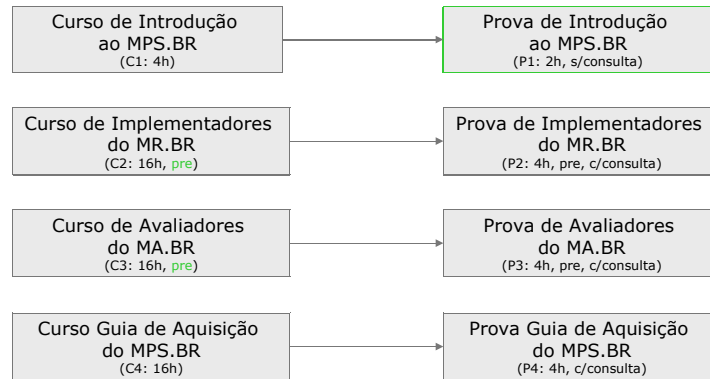 Curso de Introdução
ao MPS.BR
(C1: 4h)
Prova de Introdução
ao MPS.BR
(P1: 2h, s/consulta)
Curso de Implementadores
do MR.BR
(C2: 16h, pre)
Prova de Implementadores
do MR.BR
(P2: 4h, pre, c/consulta)
Curso de Avaliadores
do MA.BR
(C3: 16h, pre)
Prova de Avaliadores
do MA.BR
(P3: 4h, pre, c/consulta)
Curso Guia de Aquisição
do MPS.BR
(C4: 16h)
Prova Guia de Aquisição
do MPS.BR
(P4: 4h, c/consulta)